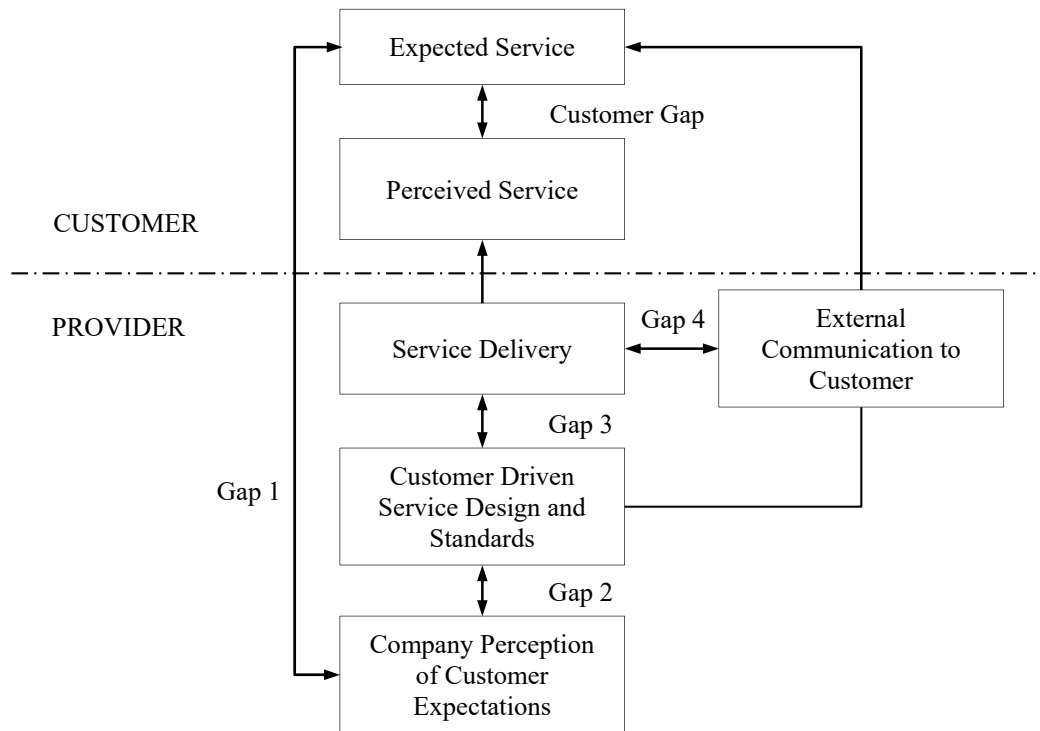 Expected Service
Customer Gap
Perceived Service
CUSTOMER
PROVIDER
Service Delivery
Gap 4
External
Communication to
Customer
Gap 3
Gap 1
Customer Driven
Service Design and
Standards
Gap 2
Company Perception
of Customer
Expectations